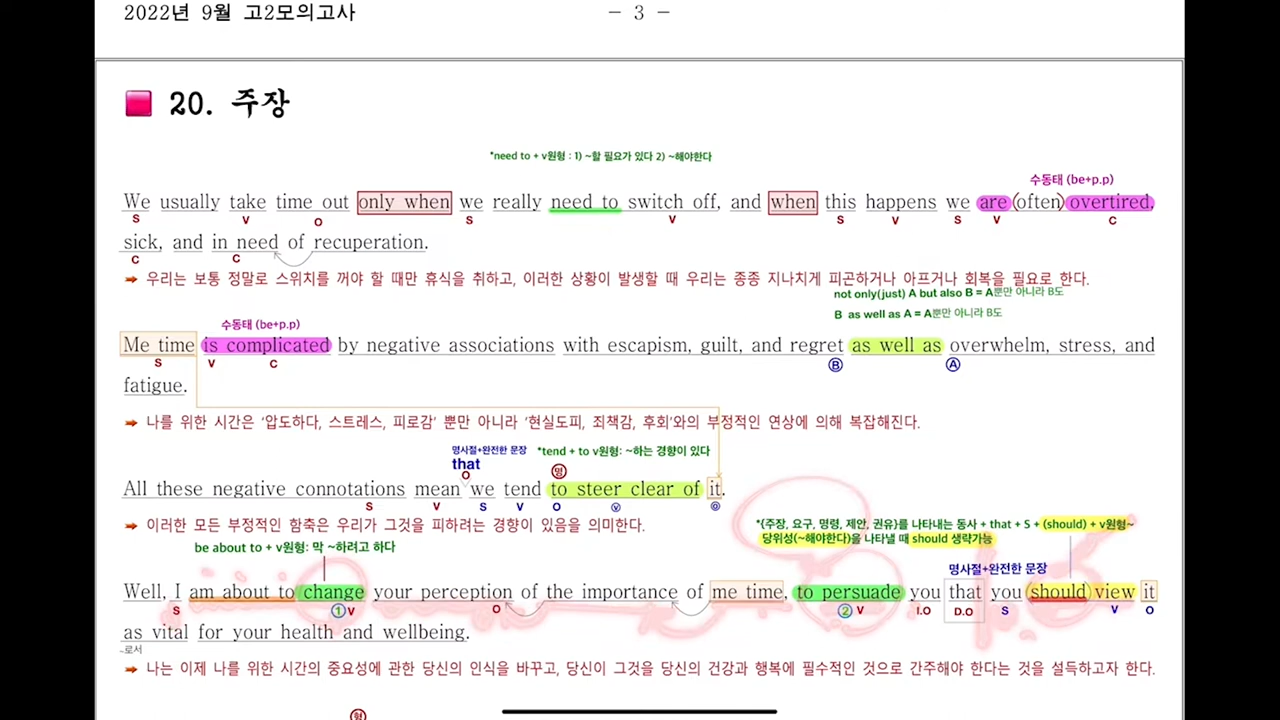 2022년 9월 고2모의고사 - 3 -
20. 주장
*need to + v원형 : 1) ~할 필요가 있다 2) ~해야한다
수동태 (be+p.p)
We usually take time out only when we really need to switch off, and when this happens we are (often) overtired,
S V O S V S V S V C
sick, and in need of recuperation.
C C
➡ 우리는 보통 정말로 스위치를 꺼야 할 때만 휴식을 취하고, 이러한 상황이 발생할 때 우리는 종종 지나치게 피곤하거나 아프거나 회복을 필요로 한다.
not only(just) A but also B = A뿐만 아니라 B도
B as well as A = A뿐만 아니라 B도
수동태 (be+p.p)
Me time is complicated by negative associations with escapism, guilt, and regret as well as overwhelm, stress, and
S V C Ⓑ Ⓐ
fatigue.
➡ 나를 위한 시간은 '압도하다, 스트레스, 피로감' 뿐만 아니라 '현실도피, 죄책감, 후회'와의 부정적인 연상에 의해 복잡해진다.
명사절+완전한 문장 *tend + to v원형: ~하는 경향이 있다
that
O 명
All these negative connotations mean we tend to steer clear of it.
S V S V O ⓥ ⓞ
➡ 이러한 모든 부정적인 함축은 우리가 그것을 피하려는 경향이 있음을 의미한다.
*{주장, 요구, 명령, 제안, 권유}를 나타내는 동사 + that + S + (should) + v원형~
당위성(~해야한다)을 나타낼 때 should 생략가능
be about to + v원형: 막 ~하려고 하다
명사절+완전한 문장
Well, I am about to change your perception of the importance of me time, to persuade you that you should view it
S ① V O ② V I.O D.O S V O
as vital for your health and wellbeing.
~로서
➡ 나는 이제 나를 위한 시간의 중요성에 관한 당신의 인식을 바꾸고, 당신이 그것을 당신의 건강과 행복에 필수적인 것으로 간주해야 한다는 것을 설득하고자 한다.
형